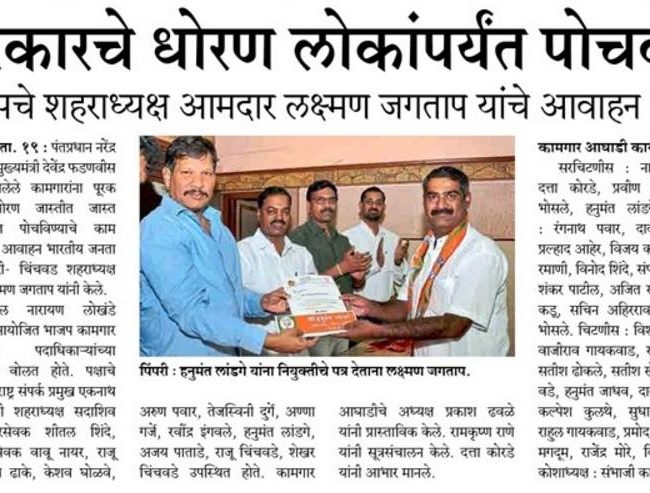 रकारचे धोरण लोकांपर्यंत पोचव
पचे शहराध्यक्ष आमदार लक्ष्मण जगताप यांचे आवाहन
ता. १९ : पंतप्रधान नरेंद्र
मुख्यमंत्री देवेंद्र फडणवीस
लेले कामगारांना पूरक
धोरण जास्तीत जास्त
त पोचविण्याचे काम
आवाहन भारतीय जनता
री- चिंचवड शहराध्यक्ष
मण जगताप यांनी केले.
ल नारायण लोखंडे
आयोजित भाजप कामगार
पदाधिकाऱ्यांच्या
बोलत होते. पक्षाचे
राष्ट्र संपर्क प्रमुख एकनाथ
शहराध्यक्ष सदाशिव
रसेवक शीतल शिंदे,
सेवक बाबू नायर, राजू
ढाके, केशव घोळवे,
पिंपरी : हनुमंत लांडगे यांना नियुक्तीचे पत्र देताना लक्ष्मण जगताप.
अरुण पवार, तेजस्विनी दुर्गे, अण्णा
गर्जे, रवींद्र इंगवले, हनुमंत लांडगे,
अजय पाताडे, राजू चिंचवडे, शेखर
चिंचवडे उपस्थित होते. कामगार
आघाडीचे अध्यक्ष प्रकाश ढवळे
यांनी प्रास्ताविक केले. रामकृष्ण राणे
यांनी सूत्रसंचालन केले. दत्ता कोरडे
यांनी आभार मानले.
कामगार आघाडी का
सरचिटणीस : ना
दत्ता कोरडे, प्रवीण
भोसले, हनुमंत लांडगे
: रंगनाथ पवार, दा
प्रल्हाद आहेर, विजय क
रमाणी, विनोद शिंदे, संप
शंकर पाटील, अजित स
कडू, सचिन अहिरराव
भोसले. चिटणीस : विश
वाजीराव गायकवाड,
सतीश ढोकले, सतीश
वडे, हनुमंत जाधव, दा
कल्पेश कुलथे, सुधा
राहुल गायकवाड, प्रमोद
मगदूम, राजेंद्र मोरे, वि
कोशाध्यक्ष : संभाजी का